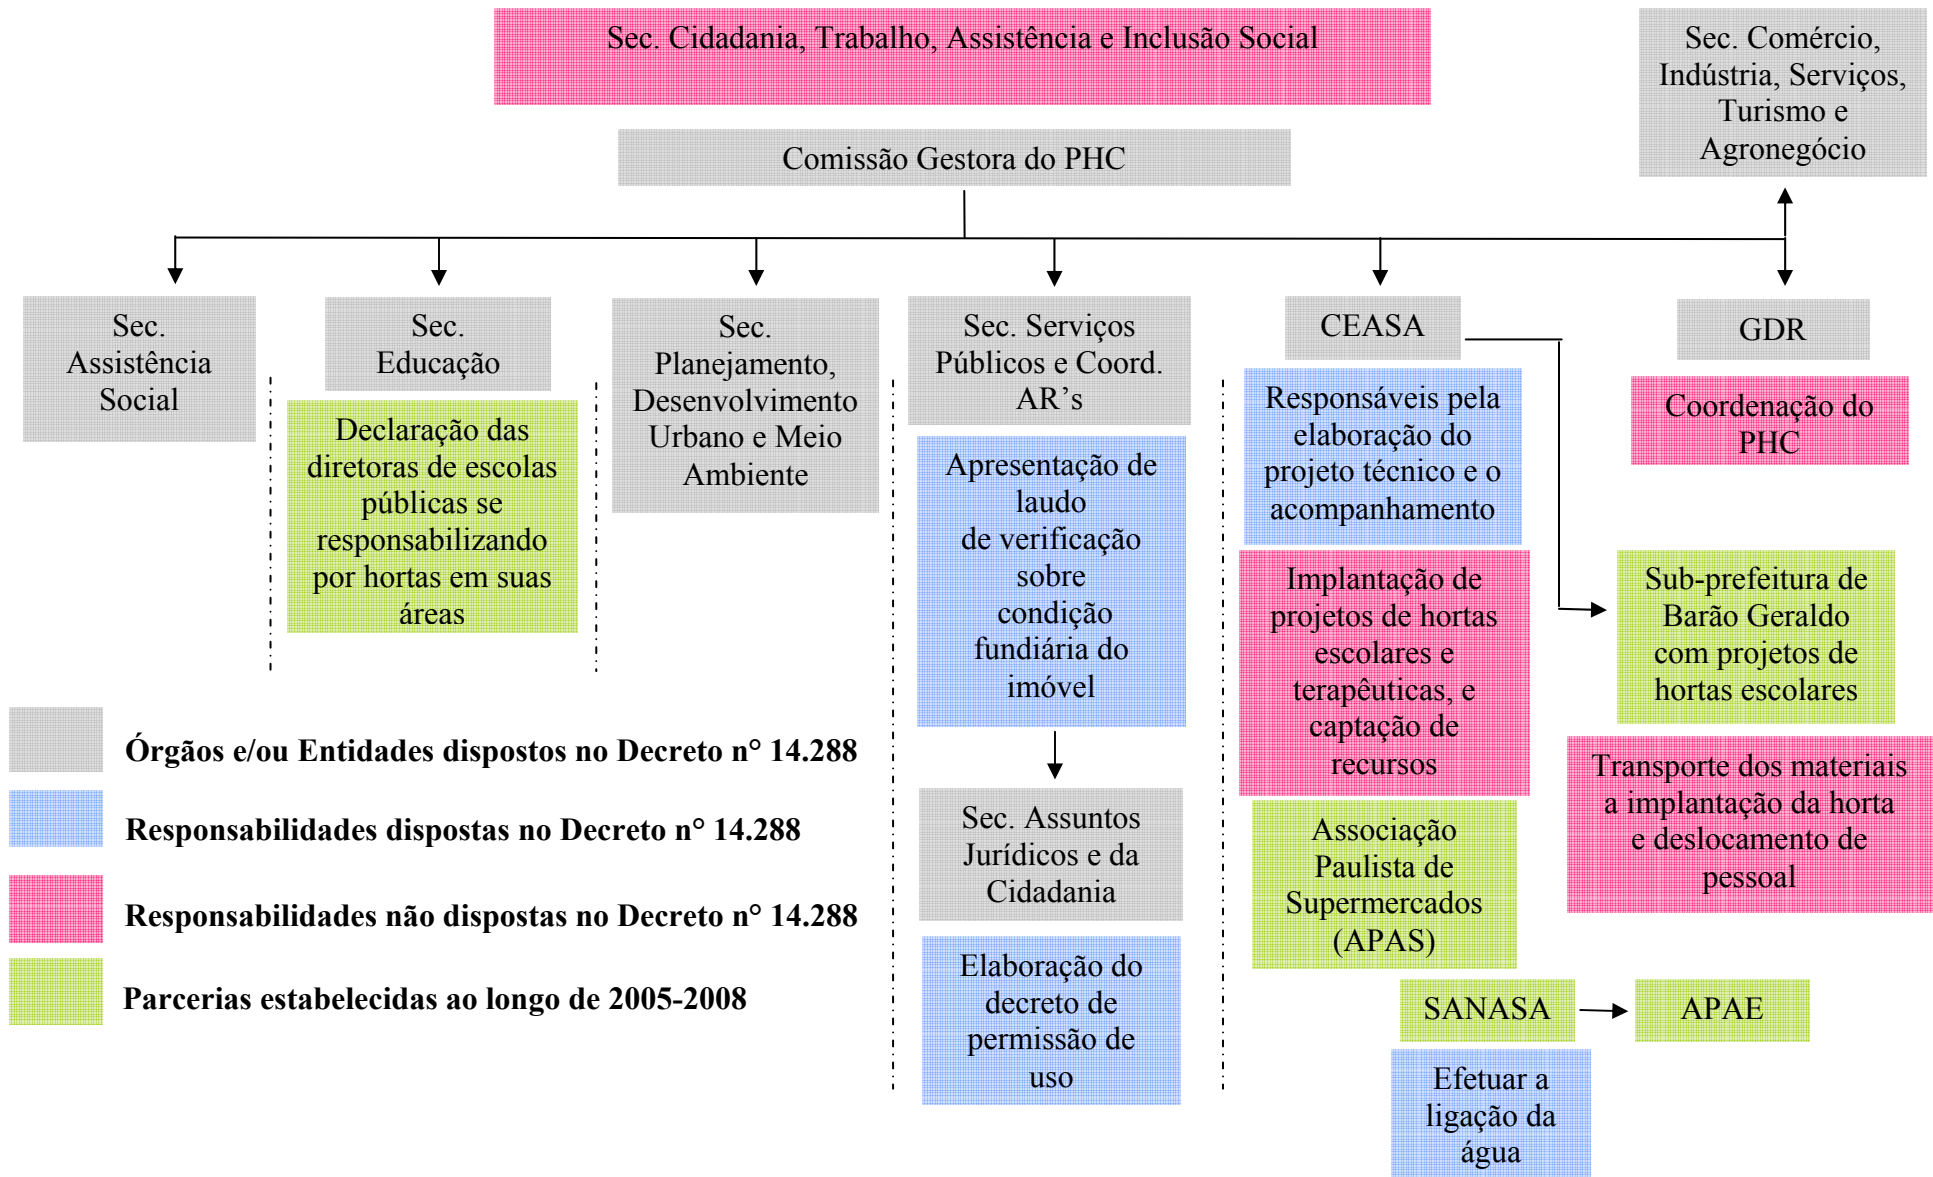 Sec. Cidadania, Trabalho, Assistência e Inclusão Social
Sec. Comércio,
Indústria, Serviços,
Turismo e
Agronegócio
Comissão Gestora do PHC
Sec.
Assistência
Social
Sec.
Educação
Declaração das
diretoras de escolas
públicas se
responsabilizando
por hortas em suas
áreas
Sec.
Planejamento,
Desenvolvimento
Urbano e Meio
Ambiente
Sec. Serviços
Públicos e Coord.
AR’s
Apresentação de
laudo
de verificação
sobre
condição
fundiária do
imóvel
Sec. Assuntos
Jurídicos e da
Cidadania
Elaboração do
decreto de
permissão de
uso
CEASA
Responsáveis pela
elaboração do
projeto técnico e o
acompanhamento
Implantação de
projetos de hortas
escolares e
terapêuticas, e
captação de
recursos
Associação
Paulista de
Supermercados
(APAS)
SANASA
Efetuar a
ligação da
água
APAE
GDR
Coordenação do
PHC
Sub-prefeitura de
Barão Geraldo
com projetos de
hortas escolares
Transporte dos materiais
a implantação da horta
e deslocamento de
pessoal
Órgãos e/ou Entidades dispostos no Decreto n° 14.288
Responsabilidades dispostas no Decreto n° 14.288
Responsabilidades não dispostas no Decreto n° 14.288
Parcerias estabelecidas ao longo de 2005-2008